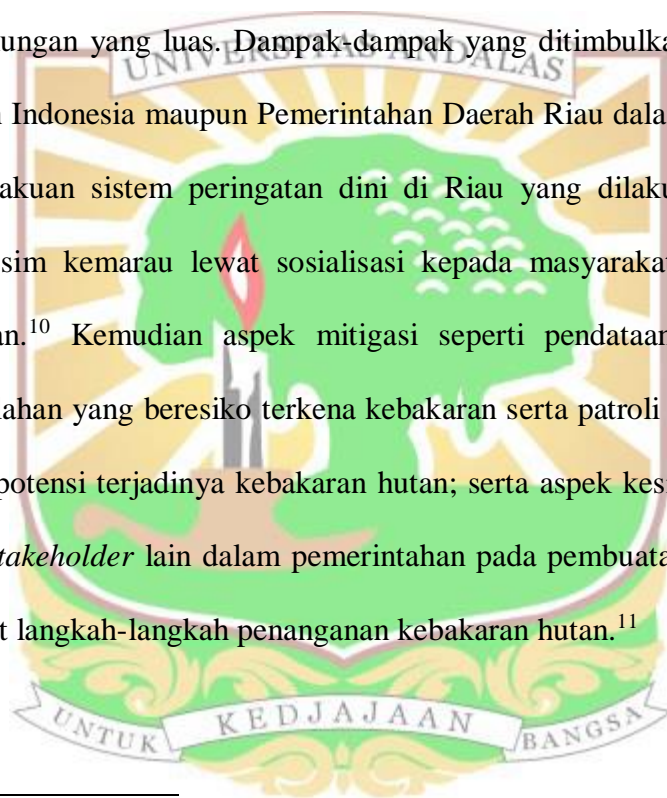 ungan yang luas. Dampak-dampak yang ditimbulka
UNIVERSITAS ANDALAS
Indonesia maupun Pemerintahan Daerah Riau dala
akuan sistem peringatan dini di Riau yang dilaku
sim kemarau lewat sosialisasi kepada masyarakat
an.10 Kemudian aspek mitigasi seperti pendataan
lahan yang beresiko terkena kebakaran serta patroli
potensi terjadinya kebakaran hutan; serta aspek kes
takeholder lain dalam pemerintahan pada pembuata
t langkah-langkah penanganan kebakaran hutan.11
UNTUK KEDJAJAAN BANGSA